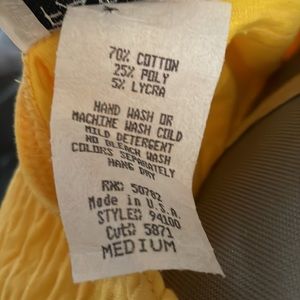 70% COTTON
25% POLY
5% LYCRA
HAND WASH OR
MACHINE WASH COLD
MILD DETERGENT
NO BLEACH WASH
COLORS SEPARATELY
HANG DRY
RN# 50782
Made in U.S.A.
STYLE# 94100
Cut# 5871
MEDIUM